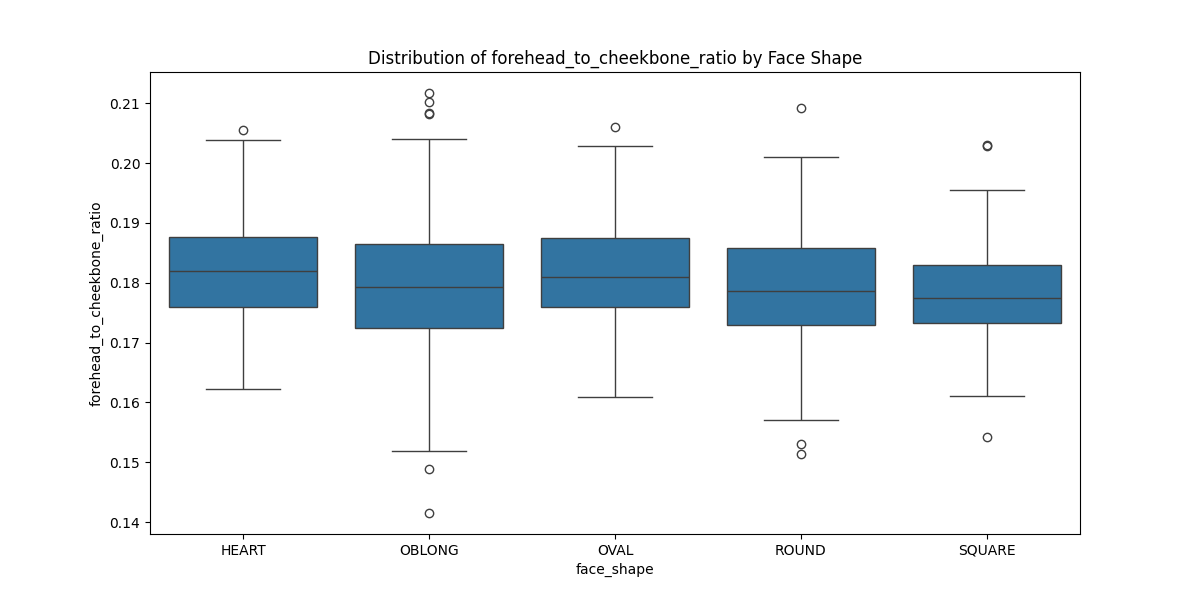 Distribution of forehead_to_cheekbone_ratio by Face Shape
forehead_to_cheekbone_ratio
0.21
0.20
0.19
0.18
0.17
0.16
0.15
0.14
HEART
OBLONG
OVAL
ROUND
SQUARE
face_shape